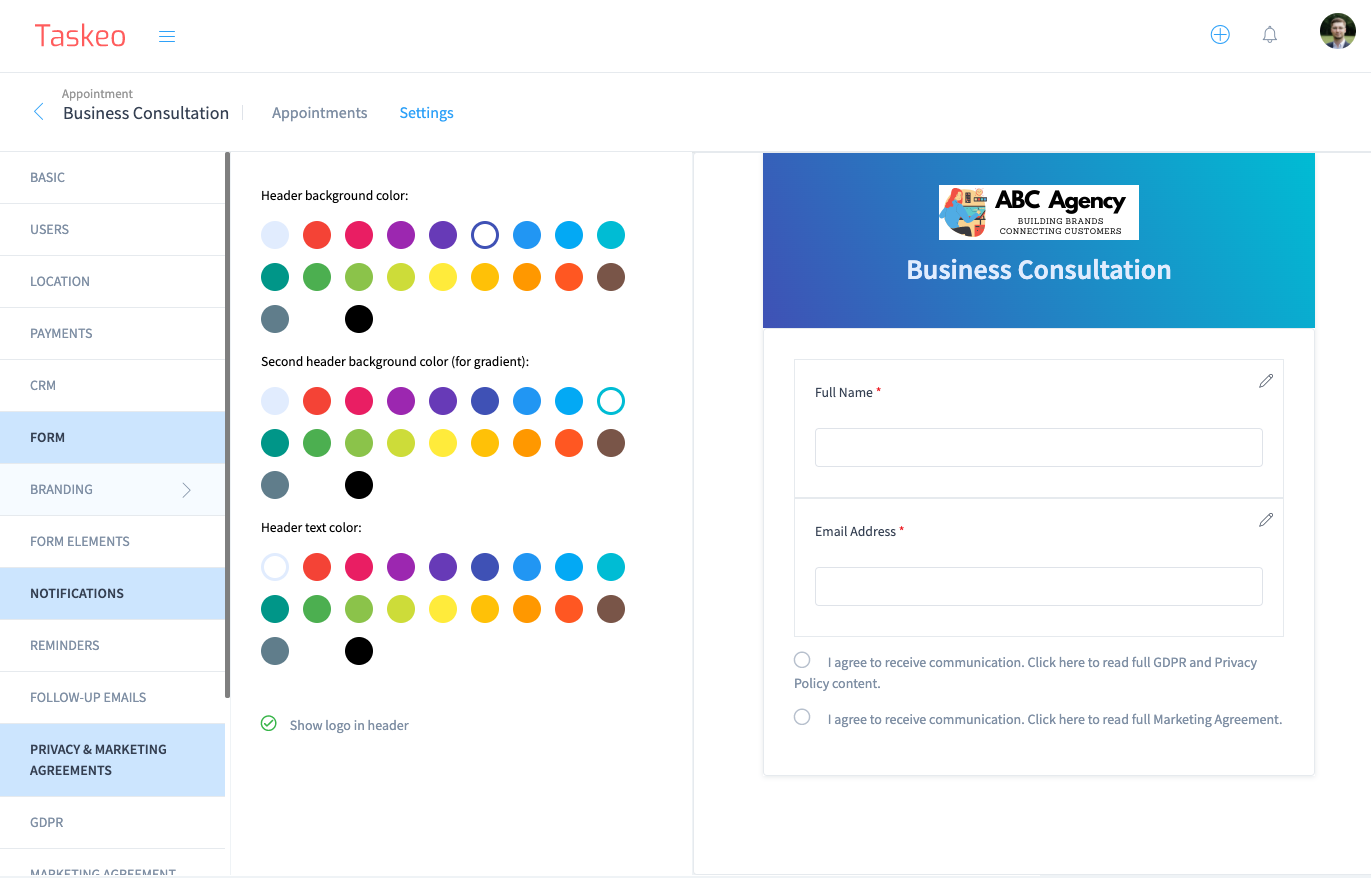 Taskeo
Appointment
Business Consultation
Appointments
Settings
BASIC
USERS
LOCATION
PAYMENTS
CRM
FORM
BRANDING
FORM ELEMENTS
NOTIFICATIONS
REMINDERS
FOLLOW-UP EMAILS
PRIVACY & MARKETING
AGREEMENTS
GDPR
MARKETING AGREEMENT
Header background color:
Second header background color (for gradient):
Header text color:
Show logo in header
ABC Agency
BUILDING BRANDS
CONNECTING CUSTOMERS
Business Consultation
Full Name *
Email Address *
I agree to receive communication. Click here to read full GDPR and Privacy
Policy content.
I agree to receive communication. Click here to read full Marketing Agreement.